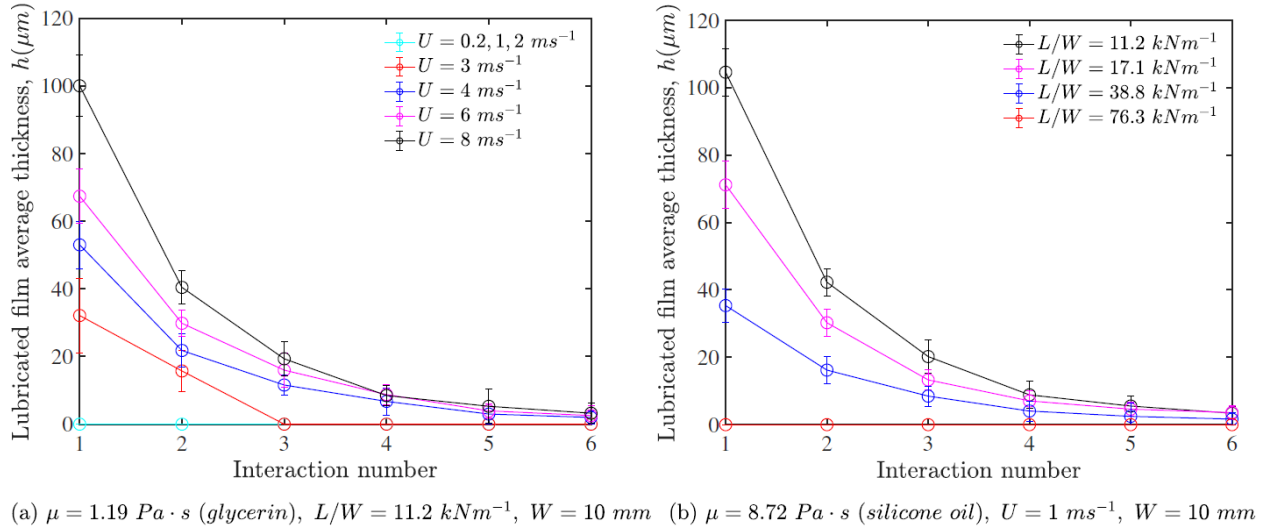 Lubricated film average thickness, h(μm)
120
100
80
60
40
20
0
1 2 3 4 5 6
Interaction number
U = 0.2, 1, 2 ms⁻¹
U = 3 ms⁻¹
U = 4 ms⁻¹
U = 6 ms⁻¹
U = 8 ms⁻¹
(a) μ = 1.19 Pa · s (glycerin), L/W = 11.2 kNm⁻¹, W = 10 mm
Lubricated film average thickness, h(μm)
120
100
80
60
40
20
0
1 2 3 4 5 6
Interaction number
L/W = 11.2 kNm⁻¹
L/W = 17.1 kNm⁻¹
L/W = 38.8 kNm⁻¹
L/W = 76.3 kNm⁻¹
(b) μ = 8.72 Pa · s (silicone oil), U = 1 ms⁻¹, W = 10 mm